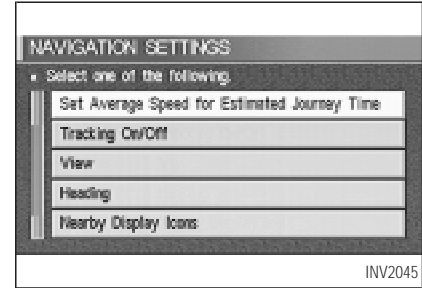 NAVIGATION SETTINGS
Select one of the following.
Set Average Speed for Estimated Journey Time
Tracking On/Off
View
Heading
Nearby Display Icons
INV2045